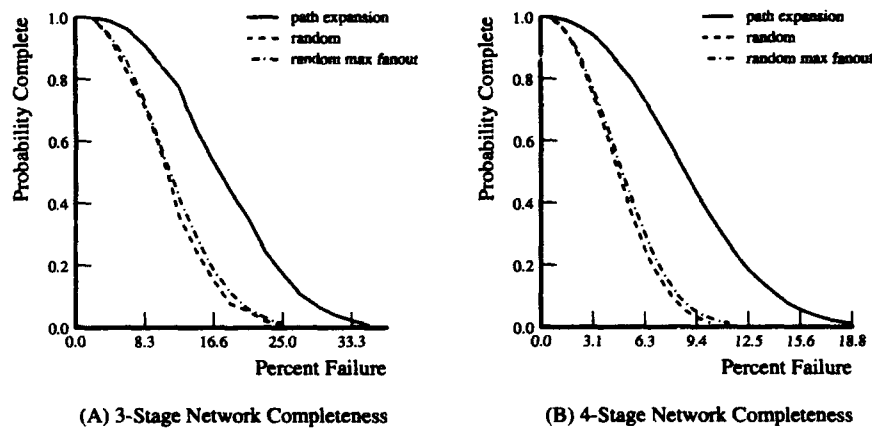 path expansion
random
random max fanout
Probability Complete
1.0
0.8
0.6
0.4
0.2
0.0
0.0 8.3 16.6 25.0 33.3
Percent Failure
(A) 3-Stage Network Completeness
path expansion
random
random max fanout
Probability Complete
1.0
0.8
0.6
0.4
0.2
0.0
0.0 3.1 6.3 9.4 12.5 15.6 18.8
Percent Failure
(B) 4-Stage Network Completeness